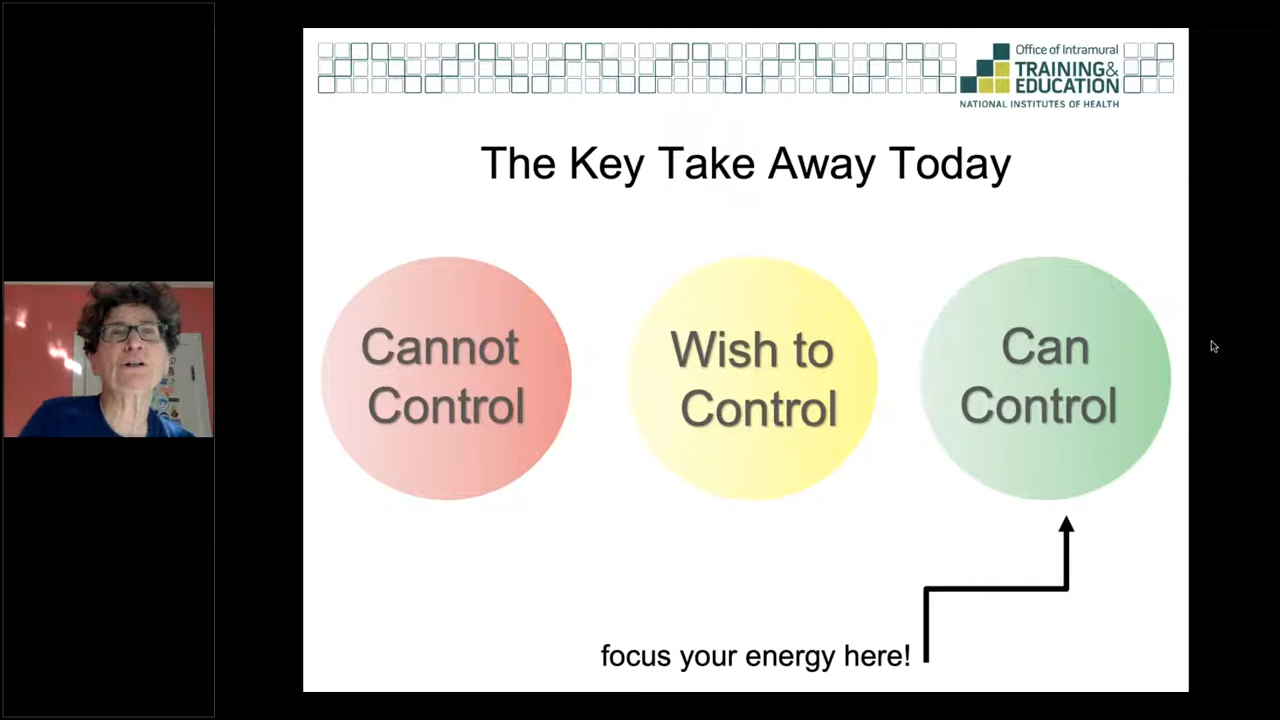 Office of Intramural
TRAINING&
EDUCATION
NATIONAL INSTITUTES OF HEALTH
The Key Take Away Today
Cannot
Control
Wish to
Control
Can
Control
focus your energy here!